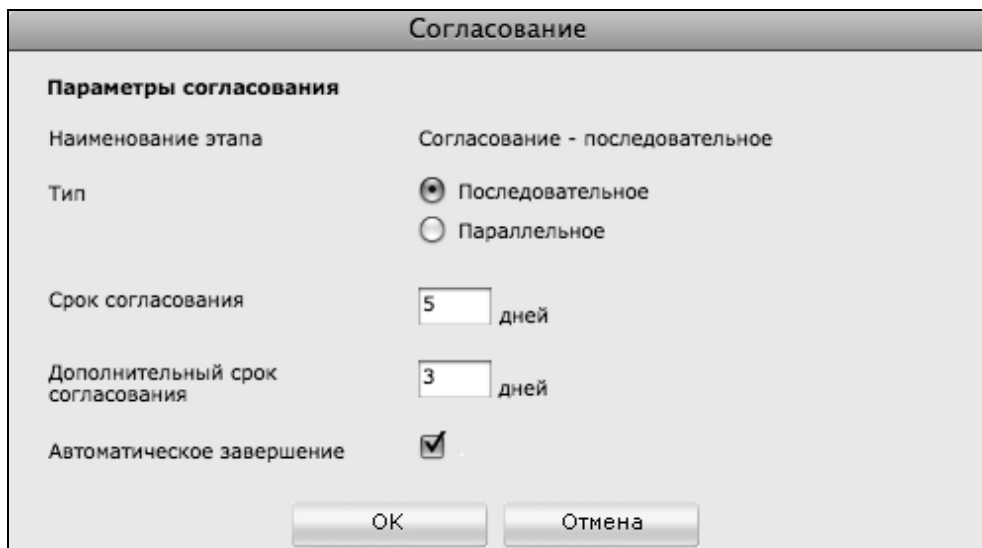 Согласование
Параметры согласования
Наименование этапа Согласование - последовательное
Тип Последовательное
Параллельное
Срок согласования 5 дней
Дополнительный срок
согласования 3 дней
Автоматическое завершение
OK Отмена